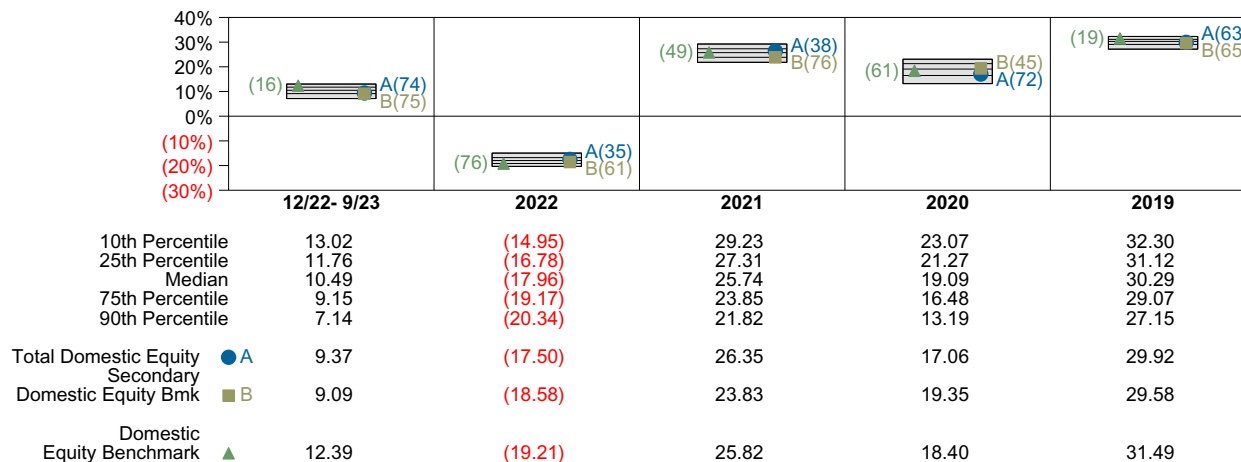 40%
30%
20%
10%
0%
(10%)
(20%)
(30%)
(16) A(74)
B(75)
(76) A(35)
B(61)
(49) A(38)
B(76)
(61) B(45)
A(72)
(19) A(63)
B(65)
12/22- 9/23 2022 2021 2020 2019
10th Percentile 13.02 (14.95) 29.23 23.07 32.30
25th Percentile 11.76 (16.78) 27.31 21.27 31.12
Median 10.49 (17.96) 25.74 19.09 30.29
75th Percentile 9.15 (19.17) 23.85 16.48 29.07
90th Percentile 7.14 (20.34) 21.82 13.19 27.15
Total Domestic Equity A 9.37 (17.50) 26.35 17.06 29.92
Secondary
Domestic Equity Bmk B 9.09 (18.58) 23.83 19.35 29.58
Domestic
Equity Benchmark 12.39 (19.21) 25.82 18.40 31.49